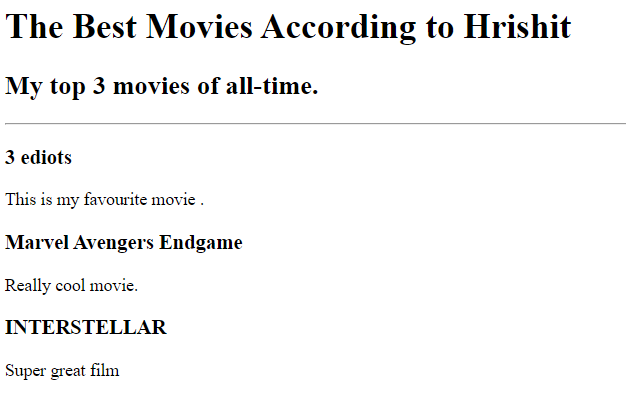 The Best Movies According to Hrishit
My top 3 movies of all-time.
3 ediots
This is my favourite movie .
Marvel Avengers Endgame
Really cool movie.
INTERSTELLAR
Super great film